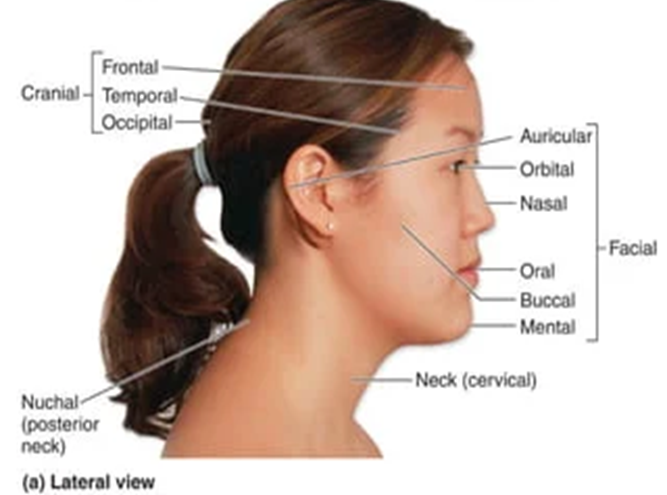 Frontal
Cranial
Temporal
Occipital
Auricular
Orbital
Nasal
Facial
Oral
Buccal
Mental
Neck (cervical)
Nuchal
(posterior
neck)
(a) Lateral view